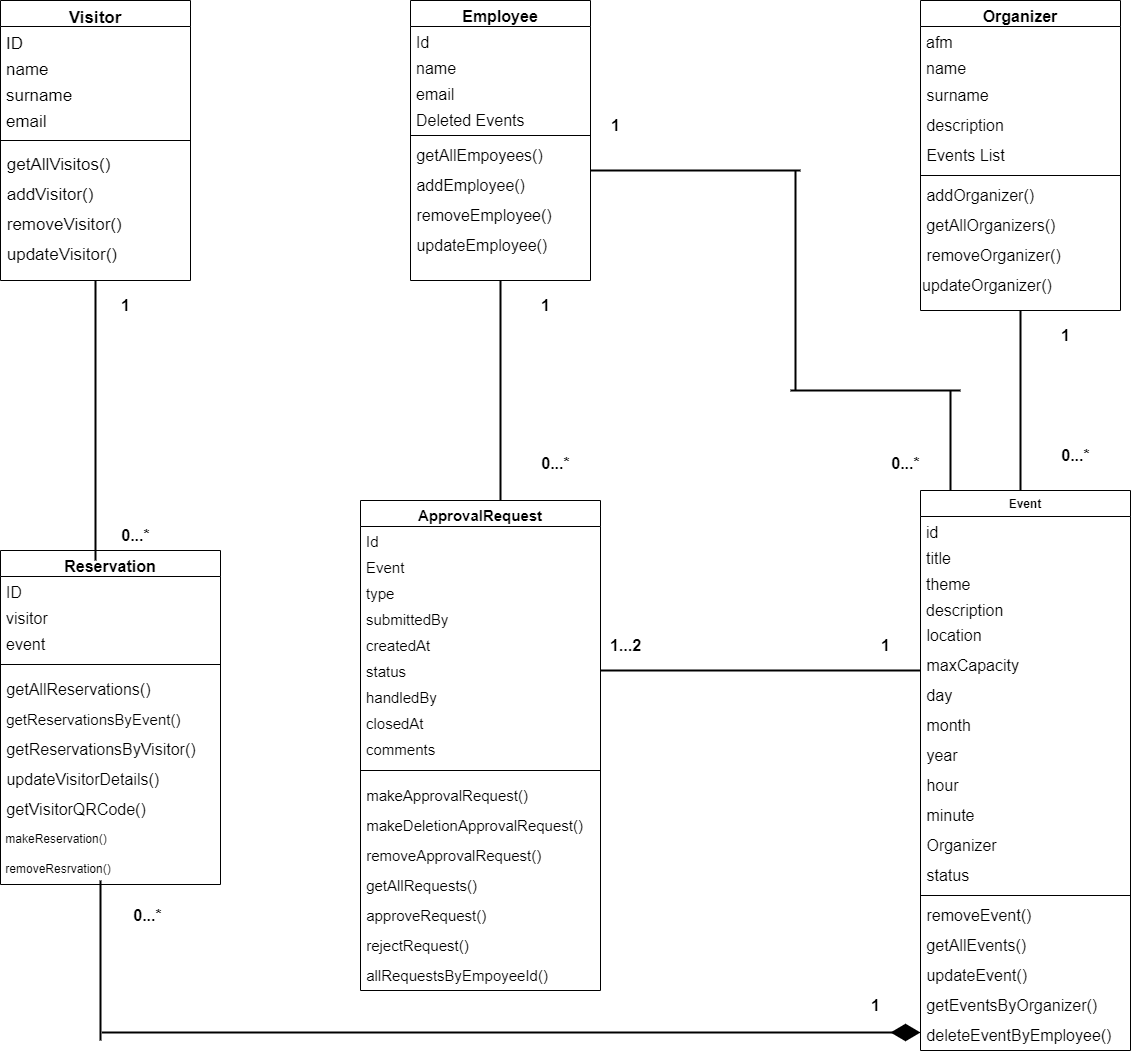 Visitor
ID
name
surname
email
getAllVisitos()
addVisitor()
removeVisitor()
updateVisitor()
1
0...*
Employee
Id
name
email
Deleted Events
getAllEmpoyees()
addEmployee()
removeEmployee()
updateEmployee()
1
1
0...*
0...*
Organizer
afm
name
surname
description
Events List
addOrganizer()
getAllOrganizers()
removeOrganizer()
updateOrganizer()
1
0...*
Reservation
ID
visitor
event
getAllReservations()
getReservationsByEvent()
getReservationsByVisitor()
updateVisitorDetails()
getVisitorQRCode()
makeReservation()
removeResrvation()
0...*
1
ApprovalRequest
Id
Event
type
submittedBy
createdAt
status
handledBy
closedAt
comments
makeApprovalRequest()
makeDeletionApprovalRequest()
removeApprovalRequest()
getAllRequests()
approveRequest()
rejectRequest()
allRequestsByEmpoyeeId()
1...2
1
Event
id
title
theme
description
location
maxCapacity
day
month
year
hour
minute
Organizer
status
removeEvent()
getAllEvents()
updateEvent()
getEventsByOrganizer()
deleteEventByEmployee()